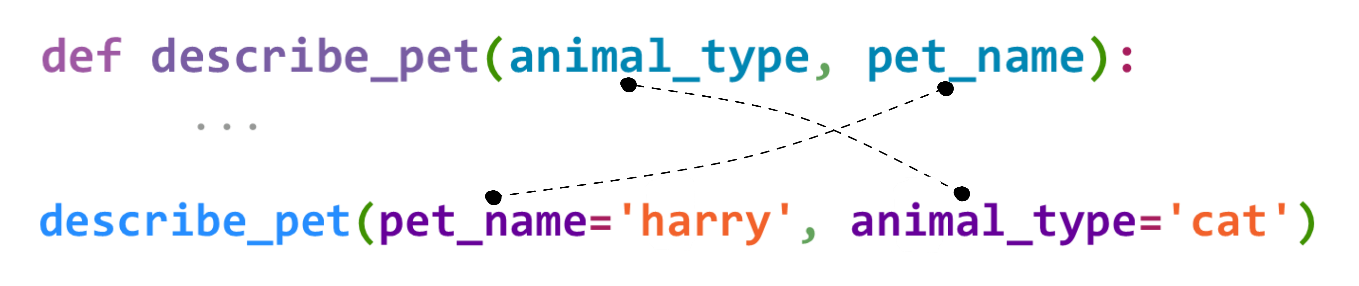 def describe_pet(animal_type, pet_name):
...
describe_pet(pet_name='harry', animal_type='cat')